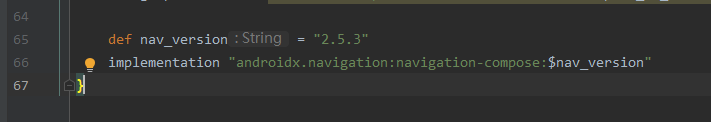 64
65 def nav_version :String = "2.5.3"
66 implementation "androidx.navigation:navigation-compose:$nav_version"
67 }